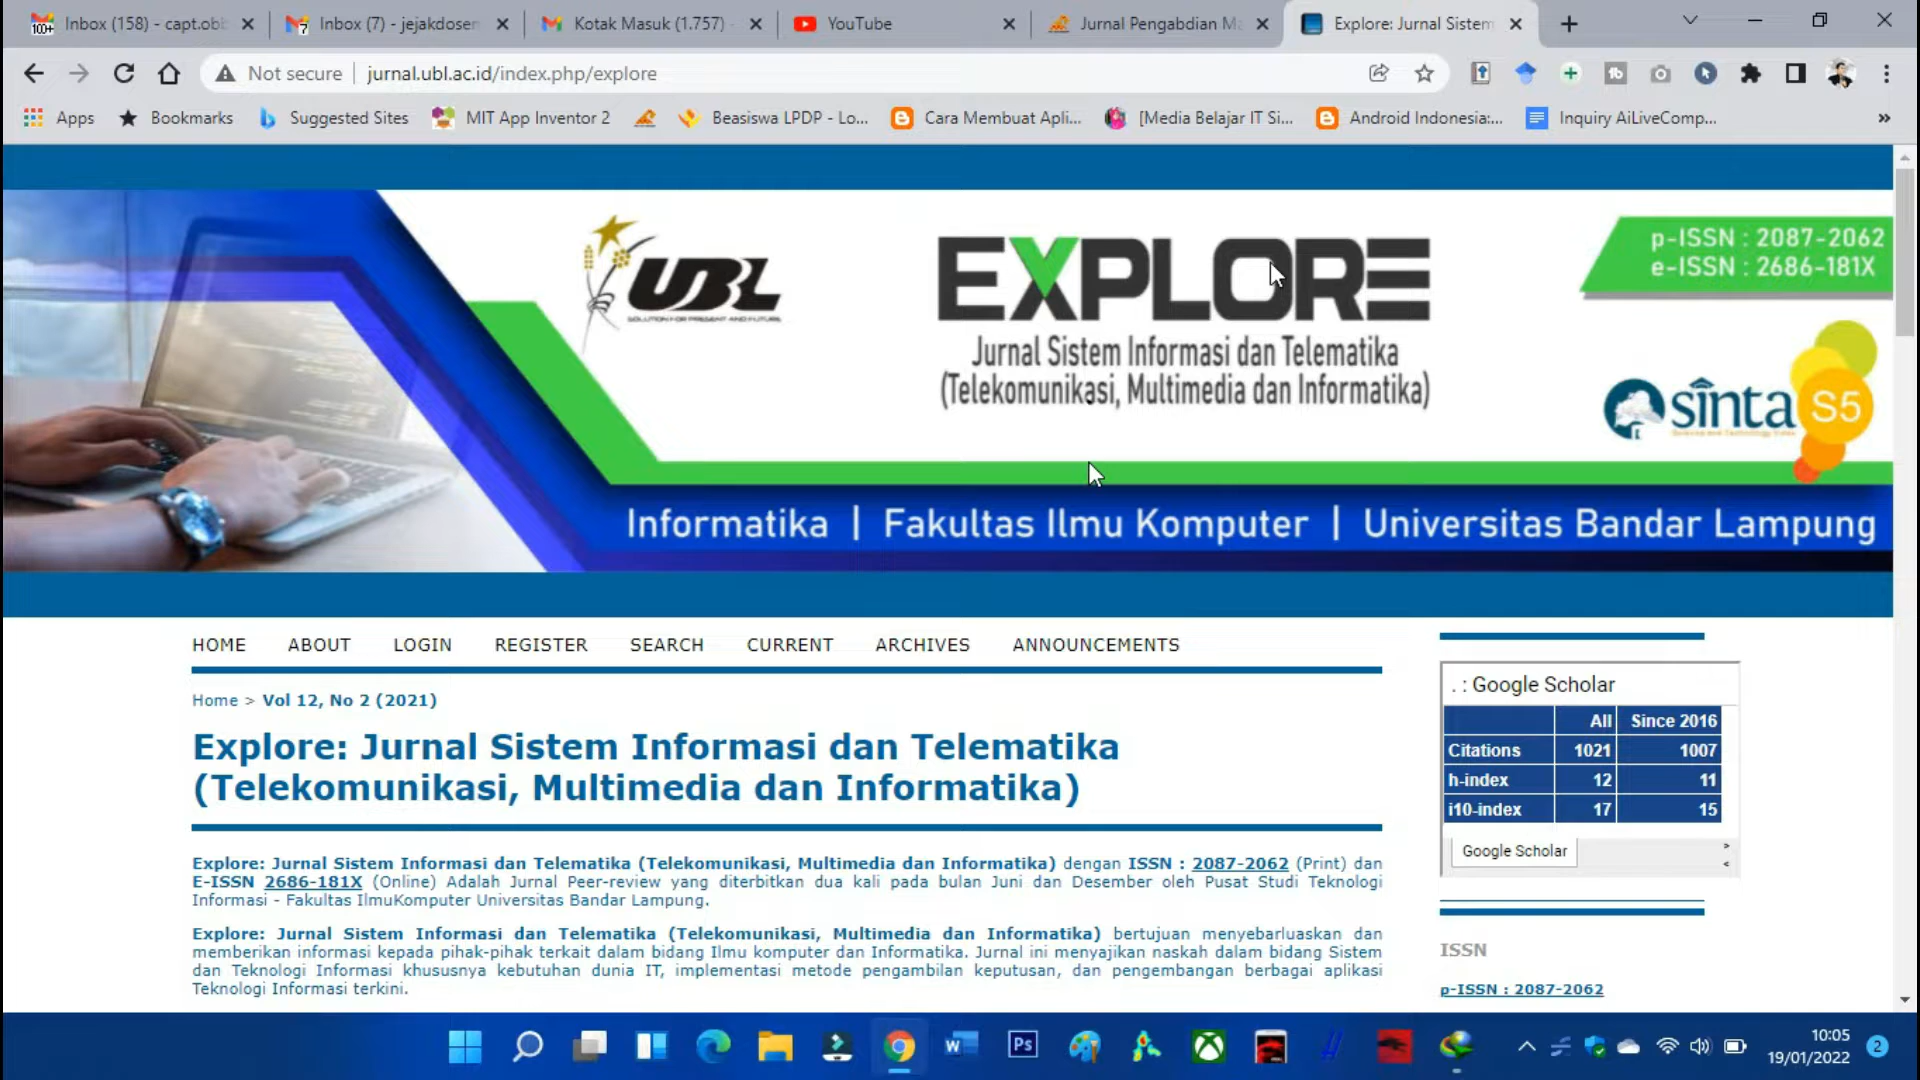 Inbox (158) - capt.obb
Inbox (7) - jejakdosen
Kotak Masuk (1.757) -
YouTube
Jurnal Pengabdian Ma
Explore: Jurnal Sistem
Not secure
jurnal.ubl.ac.id/index.php/explore
Apps
Bookmarks
Suggested Sites
MIT App Inventor 2
Beasiswa LPDP - Lo...
Cara Membuat Apli...
[Media Belajar IT Si...
Android Indonesia:...
Inquiry AiLiveComp...
»
UBL
SOLUTION FOR PRESENT AND FUTURE
EXPLORE
Jurnal Sistem Informasi dan Telematika
(Telekomunikasi, Multimedia dan Informatika)
p-ISSN : 2087-2062
e-ISSN : 2686-181X
sinta S5
Informatika | Fakultas Ilmu Komputer | Universitas Bandar Lampung
HOME ABOUT LOGIN REGISTER SEARCH CURRENT ARCHIVES ANNOUNCEMENTS
Home > Vol 12, No 2 (2021)
Explore: Jurnal Sistem Informasi dan Telematika
(Telekomunikasi, Multimedia dan Informatika)
Explore: Jurnal Sistem Informasi dan Telematika (Telekomunikasi, Multimedia dan Informatika) dengan ISSN : 2087-2062 (Print) dan
E-ISSN 2686-181X (Online) Adalah Jurnal Peer-review yang diterbitkan dua kali pada bulan Juni dan Desember oleh Pusat Studi Teknologi
Informasi - Fakultas IlmuKomputer Universitas Bandar Lampung.
Explore: Jurnal Sistem Informasi dan Telematika (Telekomunikasi, Multimedia dan Informatika) bertujuan menyebarluaskan dan
memberikan informasi kepada pihak-pihak terkait dalam bidang Ilmu komputer dan Informatika. Jurnal ini menyajikan naskah dalam bidang Sistem
dan Teknologi Informasi khususnya kebutuhan dunia IT, implementasi metode pengambilan keputusan, dan pengembangan berbagai aplikasi
Teknologi Informasi terkini.
. : Google Scholar
All Since 2016
Citations 1021 1007
h-index 12 11
i10-index 17 15
Google Scholar
ISSN
p-ISSN : 2087-2062
Ps
10:05
19/01/2022
2